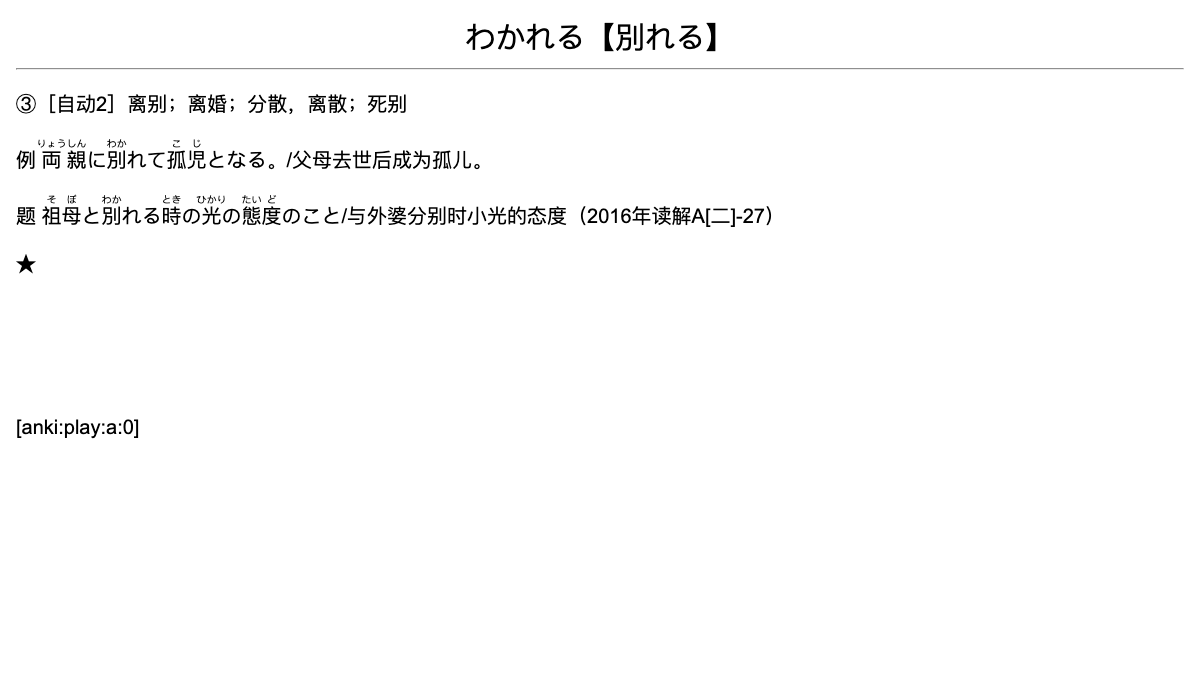 わかれる【別れる】
③［自动2］离别；离婚；分散，离散；死别
りょうしん わか こ じ
例 両親に別れて孤児となる。/父母去世后成为孤儿。
そ ぼ わか とき ひかり たい ど
题 祖母と別れる時の光の態度のこと/与外婆分别时小光的态度（2016年读解A[二]-27）
★
[anki:play:a:0]